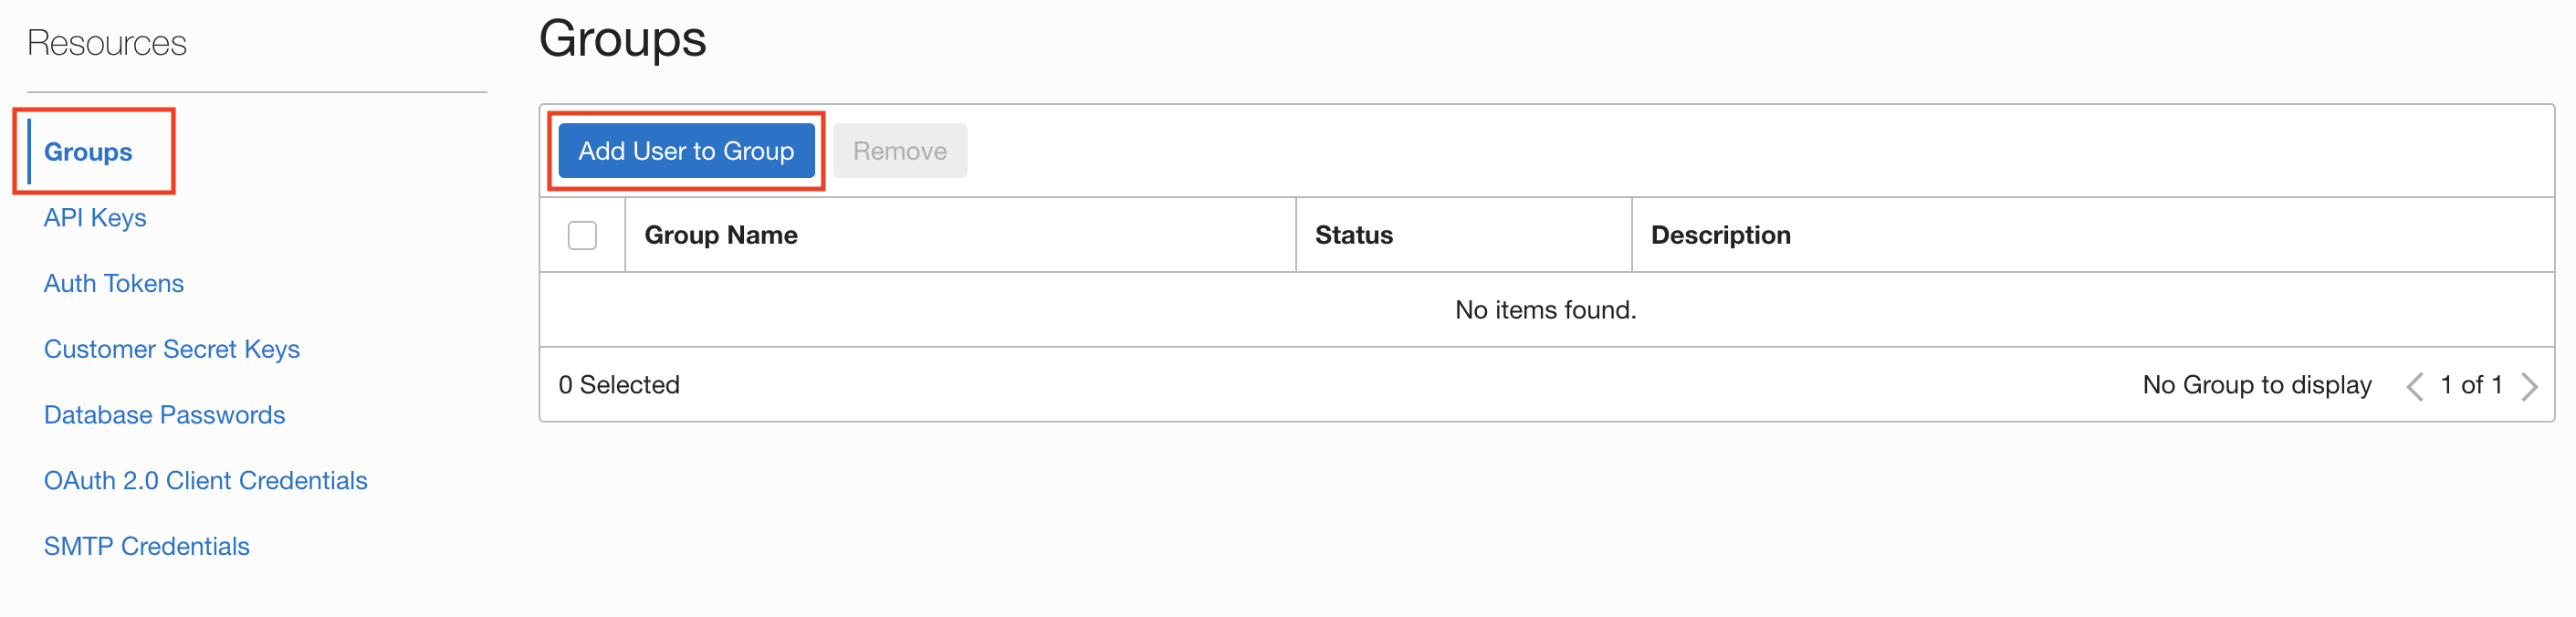 Resources
Groups
API Keys
Auth Tokens
Customer Secret Keys
Database Passwords
OAuth 2.0 Client Credentials
SMTP Credentials
Groups
Add User to Group Remove
Group Name Status Description
No items found.
0 Selected No Group to display 1 of 1